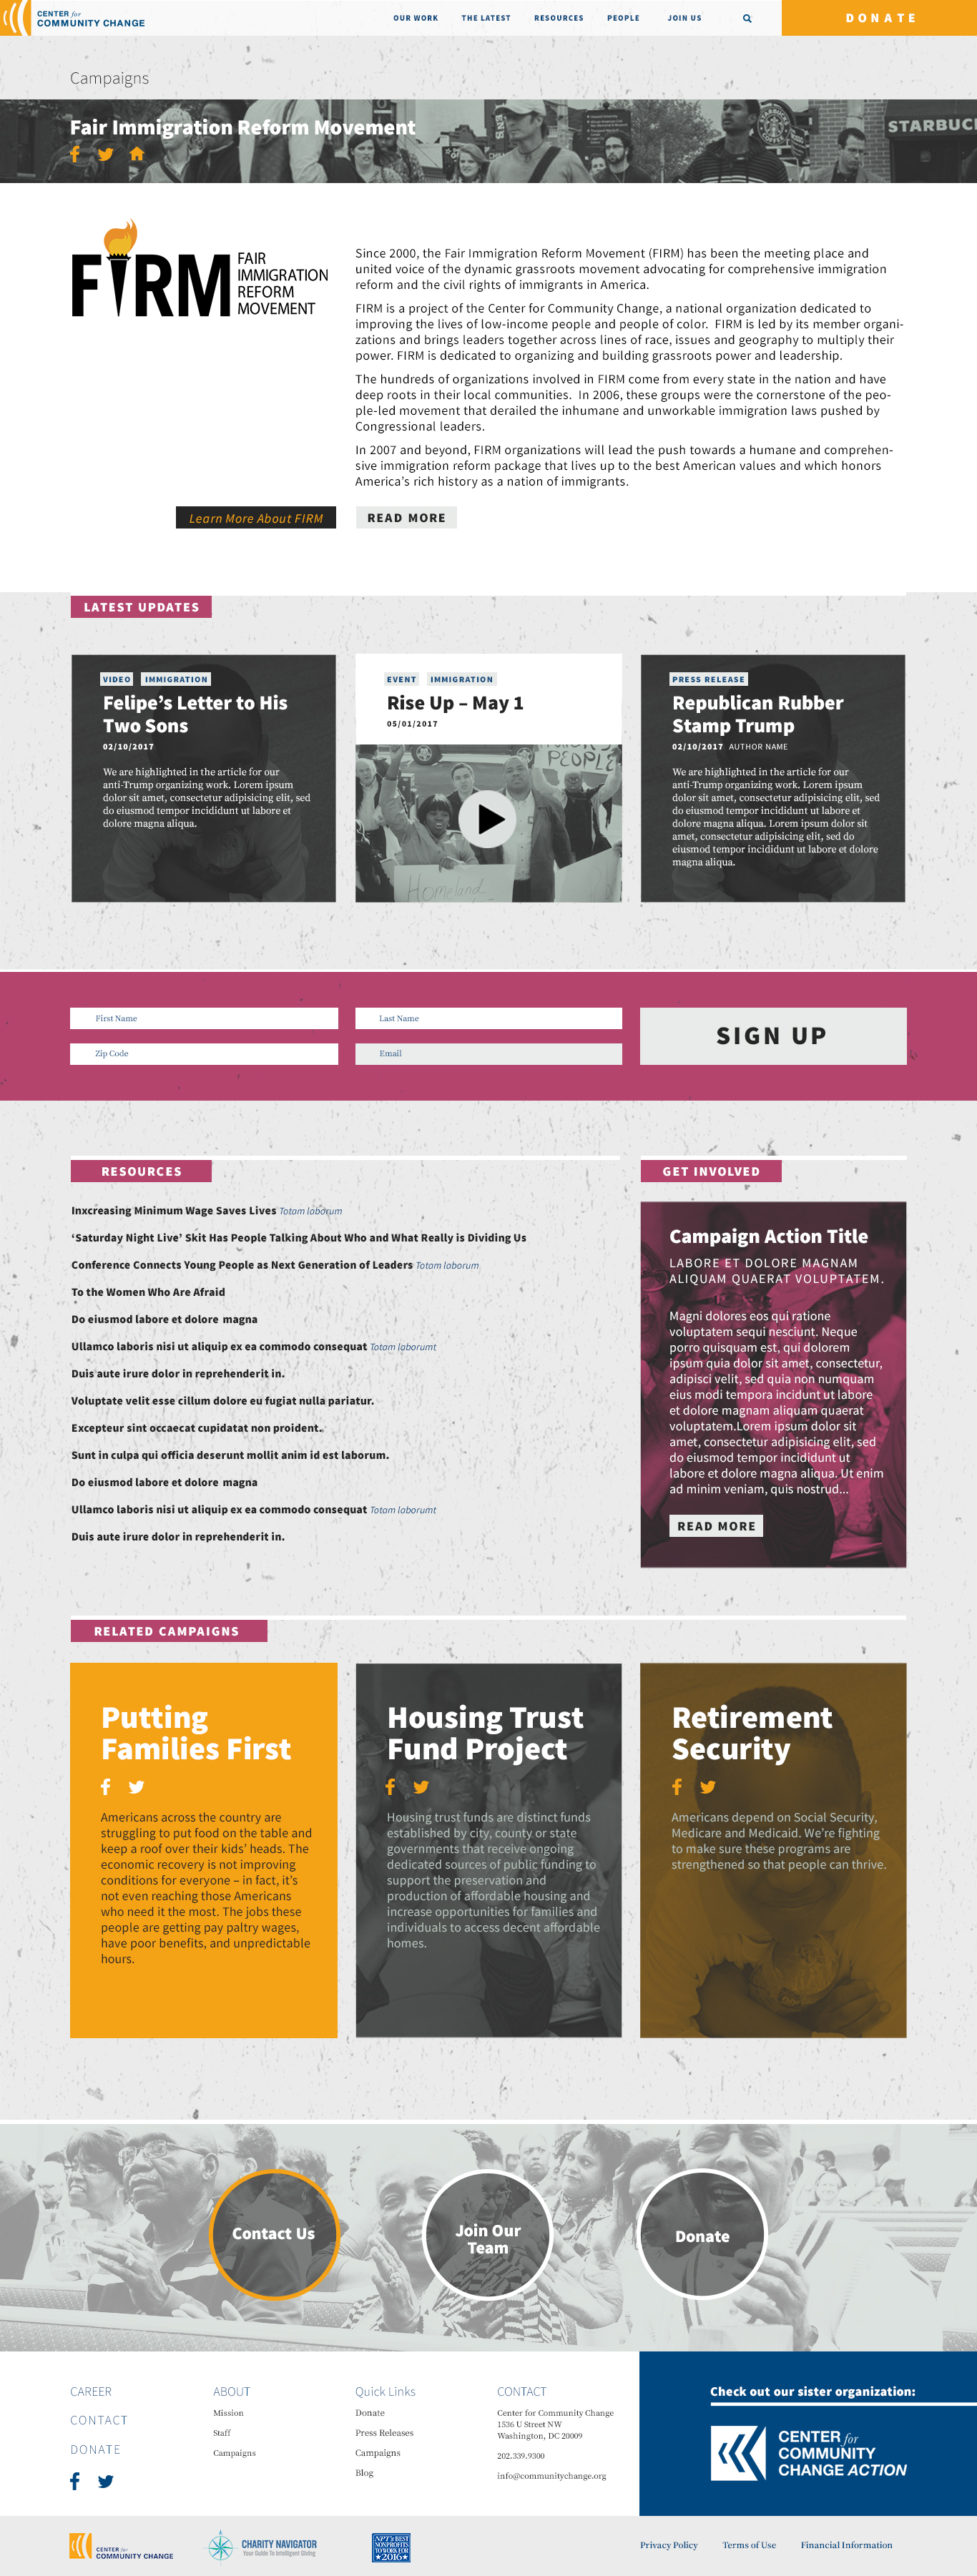 CENTER for
COMMUNITY CHANGE
OUR WORK
THE LATEST
RESOURCES
PEOPLE
JOIN US
DONATE
Campaigns
Fair Immigration Reform Movement
STARBUC
FIRM
FAIR
IMMIGRATION
REFORM
MOVEMENT
Since 2000, the Fair Immigration Reform Movement (FIRM) has been the meeting place and
united voice of the dynamic grassroots movement advocating for comprehensive immigration
reform and the civil rights of immigrants in America.
FIRM is a project of the Center for Community Change, a national organization dedicated to
improving the lives of low-income people and people of color.  FIRM is led by its member organi-
zations and brings leaders together across lines of race, issues and geography to multiply their
power. FIRM is dedicated to organizing and building grassroots power and leadership.
The hundreds of organizations involved in FIRM come from every state in the nation and have
deep roots in their local communities.  In 2006, these groups were the cornerstone of the peo-
ple-led movement that derailed the inhumane and unworkable immigration laws pushed by
Congressional leaders.
In 2007 and beyond, FIRM organizations will lead the push towards a humane and comprehen-
sive immigration reform package that lives up to the best American values and which honors
America's rich history as a nation of immigrants.
Learn More About FIRM
READ MORE
LATEST UPDATES
VIDEO
IMMIGRATION
Felipe's Letter to His
Two Sons
02/10/2017
We are highlighted in the article for our
anti-Trump organizing work. Lorem ipsum
dolor sit amet, consectetur adipisicing elit, sed
do eiusmod tempor incididunt ut labore et
dolore magna aliqua.
EVENT
IMMIGRATION
Rise Up – May 1
05/01/2017
PEOPLE
Homeland
PRESS RELEASE
Republican Rubber
Stamp Trump
02/10/2017 AUTHOR NAME
We are highlighted in the article for our
anti-Trump organizing work. Lorem ipsum
dolor sit amet, consectetur adipisicing elit, sed
do eiusmod tempor incididunt ut labore et
dolore magna aliqua. Lorem ipsum dolor sit
amet, consectetur adipisicing elit, sed do
eiusmod tempor incididunt ut labore et dolore
magna aliqua.
First Name
Last Name
Zip Code
Email
SIGN UP
RESOURCES
Inxcreasing Minimum Wage Saves Lives Totam laborum
‘Saturday Night Live’ Skit Has People Talking About Who and What Really is Dividing Us
Conference Connects Young People as Next Generation of Leaders Totam laborum
To the Women Who Are Afraid
Do eiusmod labore et dolore magna
Ullamco laboris nisi ut aliquip ex ea commodo consequat Totam laborumt
Duis aute irure dolor in reprehenderit in.
Voluptate velit esse cillum dolore eu fugiat nulla pariatur.
Excepteur sint occaecat cupidatat non proident.
Sunt in culpa qui officia deserunt mollit anim id est laborum.
Do eiusmod labore et dolore magna
Ullamco laboris nisi ut aliquip ex ea commodo consequat Totam laborumt
Duis aute irure dolor in reprehenderit in.
GET INVOLVED
Campaign Action Title
LABORE ET DOLORE MAGNAM
ALIQUAM QUAERAT VOLUPTATEM.
Magni dolores eos qui ratione
voluptatem sequi nesciunt. Neque
porro quisquam est, qui dolorem
ipsum quia dolor sit amet, consectetur,
adipisci velit, sed quia non numquam
eius modi tempora incidunt ut labore
et dolore magnam aliquam quaerat
voluptatem.Lorem ipsum dolor sit
amet, consectetur adipisicing elit, sed
do eiusmod tempor incididunt ut
labore et dolore magna aliqua. Ut enim
ad minim veniam, quis nostrud...
READ MORE
RELATED CAMPAIGNS
Putting
Families First
Americans across the country are
struggling to put food on the table and
keep a roof over their kids’ heads. The
economic recovery is not improving
conditions for everyone – in fact, it’s
not even reaching those Americans
who need it the most. The jobs these
people are getting pay paltry wages,
have poor benefits, and unpredictable
hours.
Housing Trust
Fund Project
Housing trust funds are distinct funds
established by city, county or state
governments that receive ongoing
dedicated sources of public funding to
support the preservation and
production of affordable housing and
increase opportunities for families and
individuals to access decent affordable
homes.
Retirement
Security
Americans depend on Social Security,
Medicare and Medicaid. We’re fighting
to make sure these programs are
strengthened so that people can thrive.
Contact Us
Join Our
Team
Donate
CAREER
CONTACT
DONATE
ABOUT
Mission
Staff
Campaigns
Quick Links
Donate
Press Releases
Campaigns
Blog
CONTACT
Center for Community Change
1536 U Street NW
Washington, DC 20009
202.339.9300
info@communitychange.org
Check out our sister organization:
CENTER for
COMMUNITY
CHANGE ACTION
CENTER for
COMMUNITY CHANGE
CHARITY NAVIGATOR
Your Guide To Intelligent Giving
NPT's BEST
NONPROFITS
TO WORK FOR
2016
Privacy Policy
Terms of Use
Financial Information